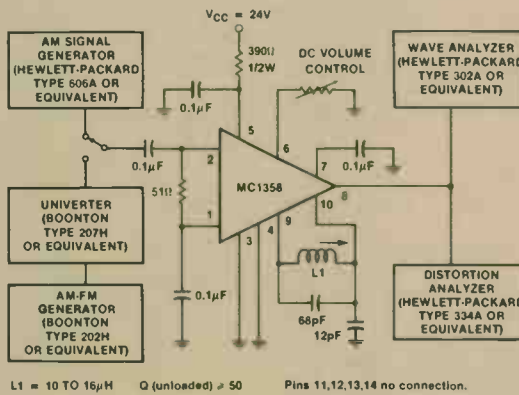 VCC = 24V
AM SIGNAL
GENERATOR
(HEWLETT-PACKARD
TYPE 606A OR
EQUIVALENT)
390Ω
1/2W
DC VOLUME
CONTROL
WAVE ANALYZER
(HEWLETT-PACKARD
TYPE 302A OR
EQUIVALENT)
0.1µF
5
6
0.1µF
2
7
0.1µF
51Ω
MC1358
8
10
1
9
4
3
UNIVERTER
(BOONTON
TYPE 207H
OR EQUIVALENT)
L1
0.1µF
68pF
12pF
AM-FM
GENERATOR
(BOONTON
TYPE 202H
OR EQUIVALENT)
DISTORTION
ANALYZER
(HEWLETT-PACKARD
TYPE 334A OR
EQUIVALENT)
L1 = 10 TO 16µH Q (unloaded) ≥ 50 Pins 11,12,13,14 no connection.